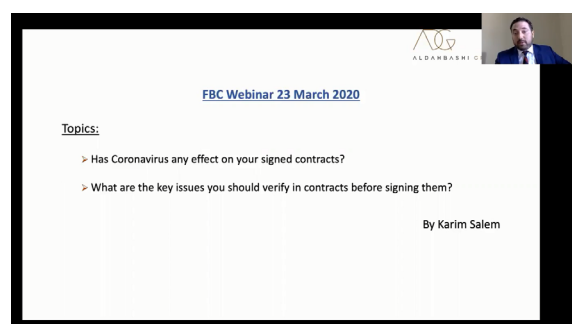 ALDAHBASHI
FBC Webinar 23 March 2020
Topics:
➢ Has Coronavirus any effect on your signed contracts?
➢ What are the key issues you should verify in contracts before signing them?
By Karim Salem